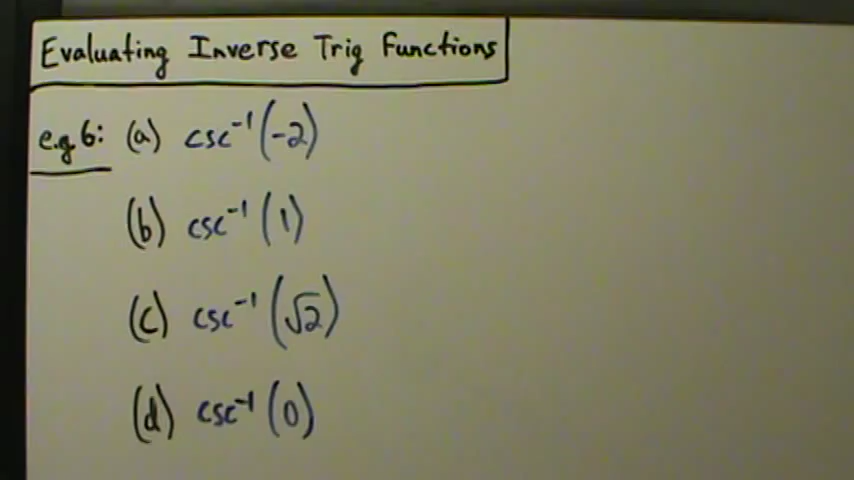 Evaluating Inverse Trig Functions
e.g 6: (a) csc⁻¹(-2)
(b) csc⁻¹(1)
(c) csc⁻¹(√2)
(d) csc⁻¹(0)